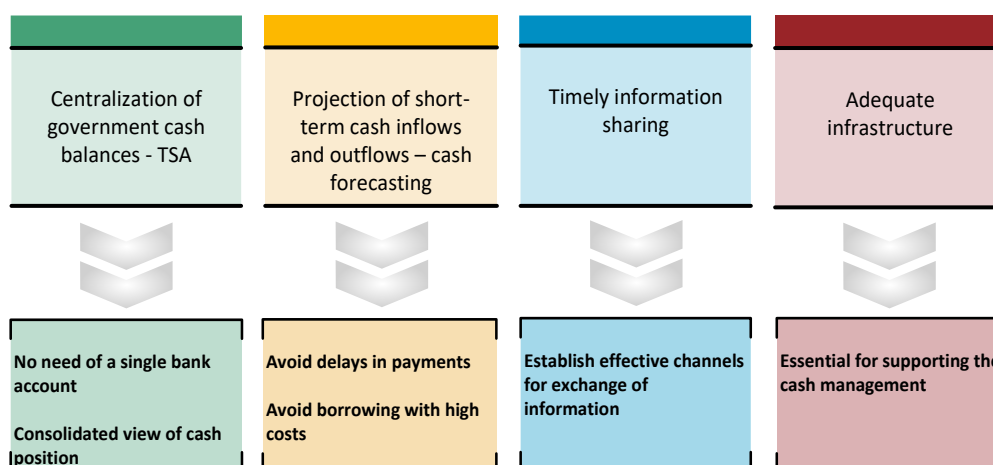 Centralization of
government cash
balances - TSA
Projection of short-
term cash inflows
and outflows – cash
forecasting
Timely information
sharing
Adequate
infrastructure
No need of a single bank
account
Consolidated view of cash
position
Avoid delays in payments
Avoid borrowing with high
costs
Establish effective channels
for exchange of
information
Essential for supporting the
cash management